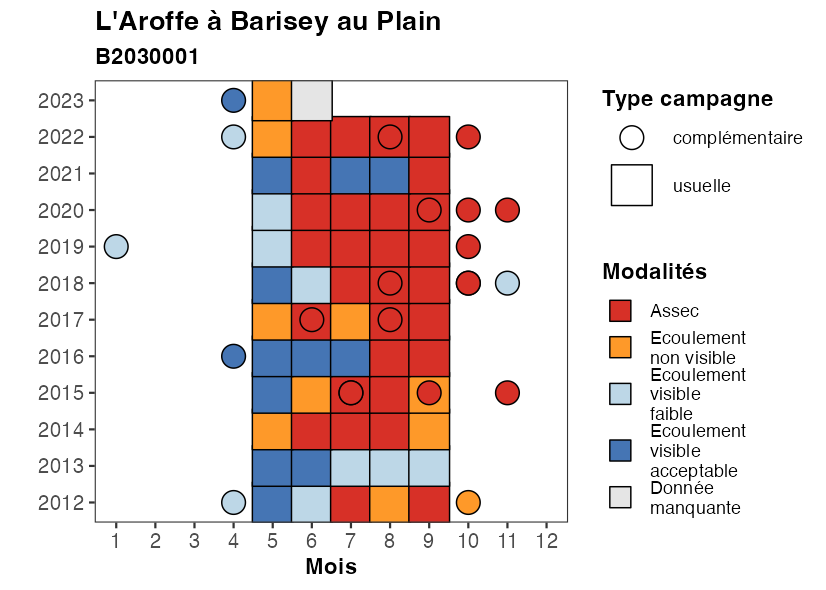 L'Aroffe à Barisey au Plain
B2030001
2023
2022
2021
2020
2019
2018
2017
2016
2015
2014
2013
2012
1 2 3 4 5 6 7 8 9 10 11 12
Mois
Type campagne
complémentaire
usuelle
Modalités
Assec
Ecoulement
non visible
Ecoulement
visible
faible
Ecoulement
visible
acceptable
Donnée
manquante